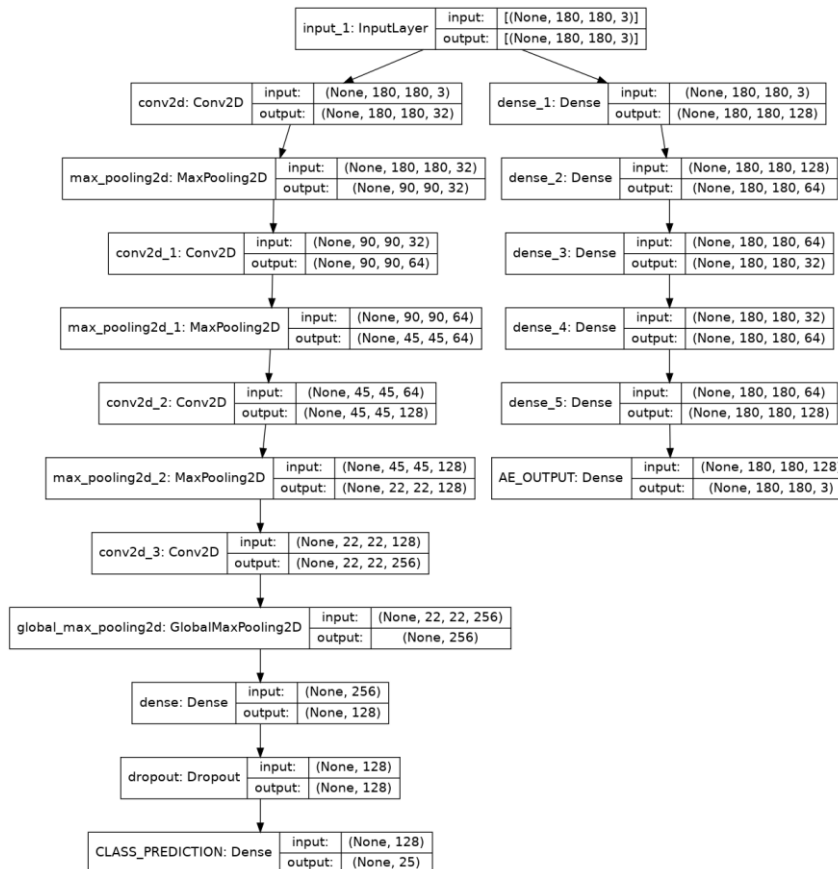 input_1: InputLayer input: [(None, 180, 180, 3)]
output: [(None, 180, 180, 3)]
conv2d: Conv2D input: (None, 180, 180, 3)
output: (None, 180, 180, 32)
dense_1: Dense input: (None, 180, 180, 3)
output: (None, 180, 180, 128)
max_pooling2d: MaxPooling2D input: (None, 180, 180, 32)
output: (None, 90, 90, 32)
dense_2: Dense input: (None, 180, 180, 128)
output: (None, 180, 180, 64)
conv2d_1: Conv2D input: (None, 90, 90, 32)
output: (None, 90, 90, 64)
dense_3: Dense input: (None, 180, 180, 64)
output: (None, 180, 180, 32)
max_pooling2d_1: MaxPooling2D input: (None, 90, 90, 64)
output: (None, 45, 45, 64)
dense_4: Dense input: (None, 180, 180, 32)
output: (None, 180, 180, 64)
conv2d_2: Conv2D input: (None, 45, 45, 64)
output: (None, 45, 45, 128)
dense_5: Dense input: (None, 180, 180, 64)
output: (None, 180, 180, 128)
max_pooling2d_2: MaxPooling2D input: (None, 45, 45, 128)
output: (None, 22, 22, 128)
AE_OUTPUT: Dense input: (None, 180, 180, 128)
output: (None, 180, 180, 3)
conv2d_3: Conv2D input: (None, 22, 22, 128)
output: (None, 22, 22, 256)
global_max_pooling2d: GlobalMaxPooling2D input: (None, 22, 22, 256)
output: (None, 256)
dense: Dense input: (None, 256)
output: (None, 128)
dropout: Dropout input: (None, 128)
output: (None, 128)
CLASS_PREDICTION: Dense input: (None, 128)
output: (None, 25)